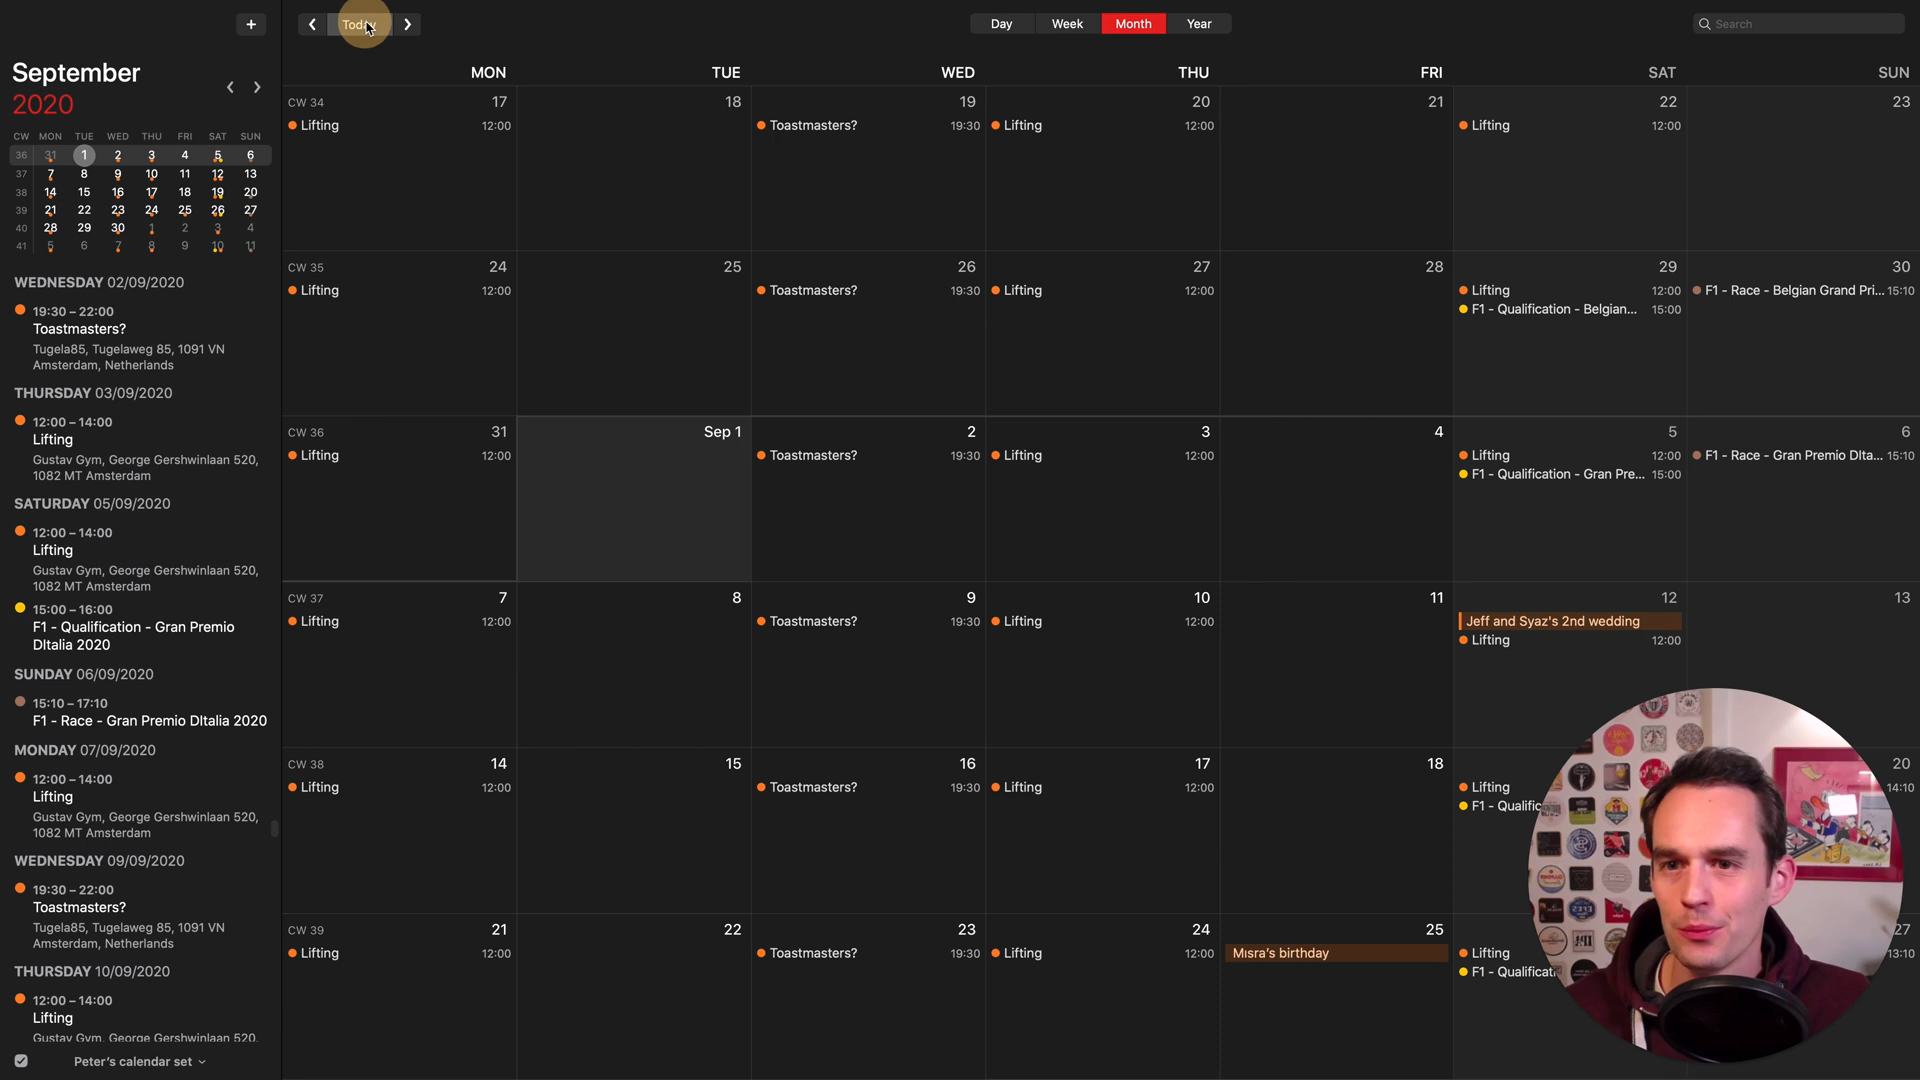 +
Today
Day Week Month Year
Search
September
2020
CW MON TUE WED THU FRI SAT SUN
36 31 1 2 3 4 5 6
37 7 8 9 10 11 12 13
38 14 15 16 17 18 19 20
39 21 22 23 24 25 26 27
40 28 29 30 1 2 3 4
41 5 6 7 8 9 10 11
WEDNESDAY 02/09/2020
19:30 – 22:00
Toastmasters?
Tugela85, Tugelaweg 85, 1091 VN
Amsterdam, Netherlands
THURSDAY 03/09/2020
12:00 – 14:00
Lifting
Gustav Gym, George Gershwinlaan 520,
1082 MT Amsterdam
SATURDAY 05/09/2020
12:00 – 14:00
Lifting
Gustav Gym, George Gershwinlaan 520,
1082 MT Amsterdam
15:00 – 16:00
F1 - Qualification - Gran Premio
DItalia 2020
SUNDAY 06/09/2020
15:10 – 17:10
F1 - Race - Gran Premio DItalia 2020
MONDAY 07/09/2020
12:00 – 14:00
Lifting
Gustav Gym, George Gershwinlaan 520,
1082 MT Amsterdam
WEDNESDAY 09/09/2020
19:30 – 22:00
Toastmasters?
Tugela85, Tugelaweg 85, 1091 VN
Amsterdam, Netherlands
THURSDAY 10/09/2020
12:00 – 14:00
Lifting
Gustav Gym, George Gershwinlaan 520,
Peter's calendar set
MON TUE WED THU FRI SAT SUN
CW 34 17 18 19 20 21 22 23
Lifting 12:00 Toastmasters? 19:30 Lifting 12:00 Lifting 12:00
CW 35 24 25 26 27 28 29 30
Lifting 12:00 Toastmasters? 19:30 Lifting 12:00 Lifting 12:00 F1 - Race - Belgian Grand Pri... 15:10
F1 - Qualification - Belgian... 15:00
CW 36 31 Sep 1 2 3 4 5 6
Lifting 12:00 Toastmasters? 19:30 Lifting 12:00 Lifting 12:00 F1 - Race - Gran Premio DIta... 15:10
F1 - Qualification - Gran Pre... 15:00
CW 37 7 8 9 10 11 12 13
Lifting 12:00 Toastmasters? 19:30 Lifting 12:00 Jeff and Syaz's 2nd wedding
Lifting 12:00
CW 38 14 15 16 17 18 20
Lifting 12:00 Toastmasters? 19:30 Lifting 12:00 Lifting 14:10
F1 - Qualific
CW 39 21 22 23 24 25 27
Lifting 12:00 Toastmasters? 19:30 Lifting 12:00 Mısra's birthday Lifting 13:10
F1 - Qualificati